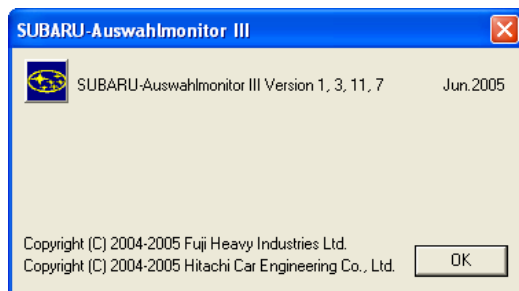 SUBARU-Auswahlmonitor III
SUBARU-Auswahlmonitor III Version 1, 3, 11, 7 Jun.2005
Copyright (C) 2004-2005 Fuji Heavy Industries Ltd.
Copyright (C) 2004-2005 Hitachi Car Engineering Co., Ltd.
OK